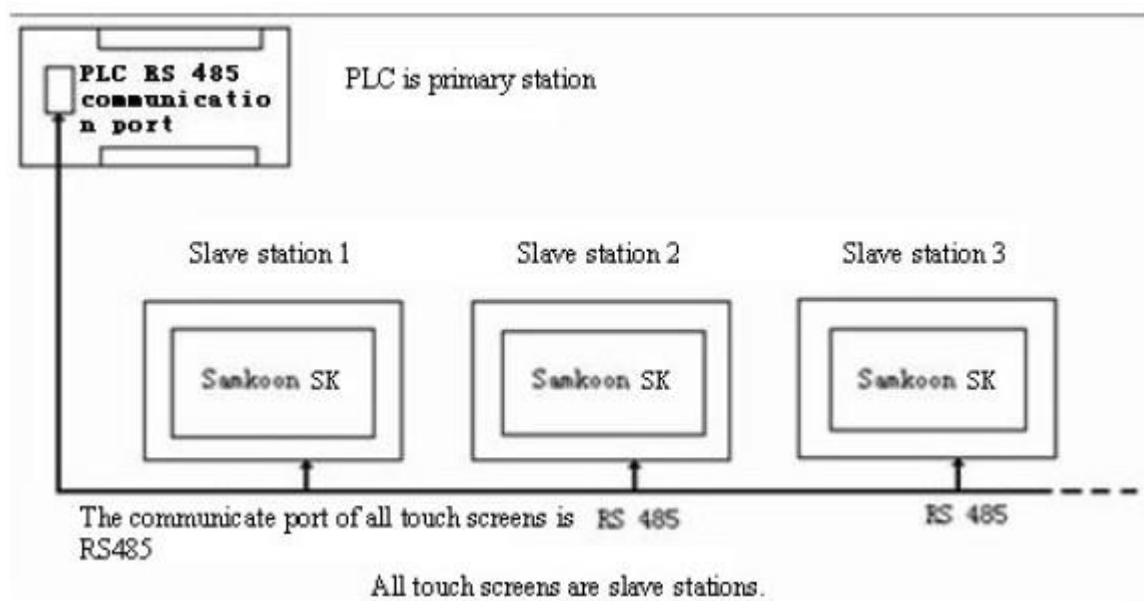 PLC RS 485
communicatio
n port
PLC is primary station
Slave station 1
Slave station 2
Slave station 3
Samkoon SK
Samkoon SK
Samkoon SK
The communicate port of all touch screens is
RS485
RS 485
RS 485
All touch screens are slave stations.